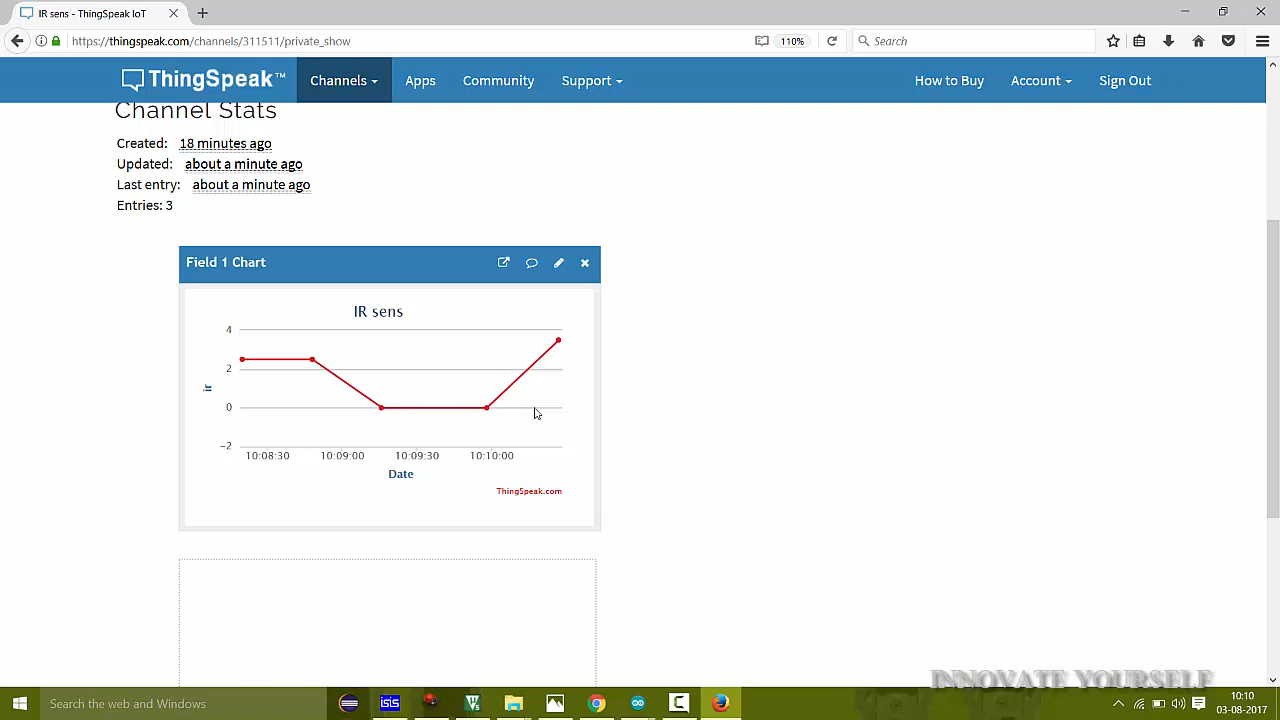 IR sens - ThingSpeak IoT
https://thingspeak.com/channels/311511/private_show
110%
Search
ThingSpeak™
Channels
Apps
Community
Support
How to Buy
Account
Sign Out
Channel Stats
Created: 18 minutes ago
Updated: about a minute ago
Last entry: about a minute ago
Entries: 3
Field 1 Chart
IR sens
4
2
0
-2
ir
10:08:30 10:09:00 10:09:30 10:10:00
Date
ThingSpeak.com
INNOVATE YOURSELF
Search the web and Windows
isis
10:10
03-08-2017